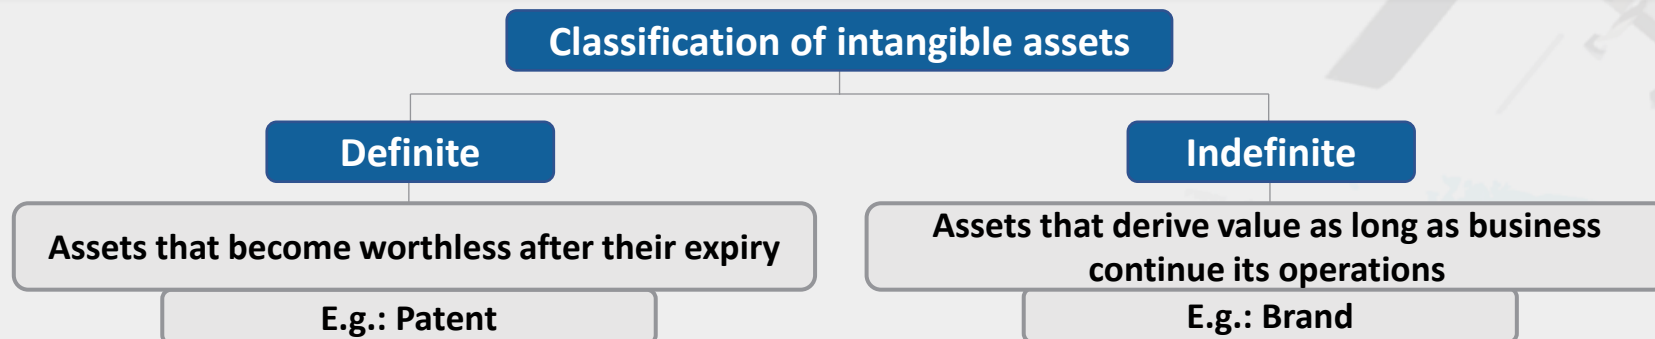 Classification of intangible assets
Definite
Indefinite
Assets that become worthless after their expiry
Assets that derive value as long as business
continue its operations
E.g.: Patent
E.g.: Brand